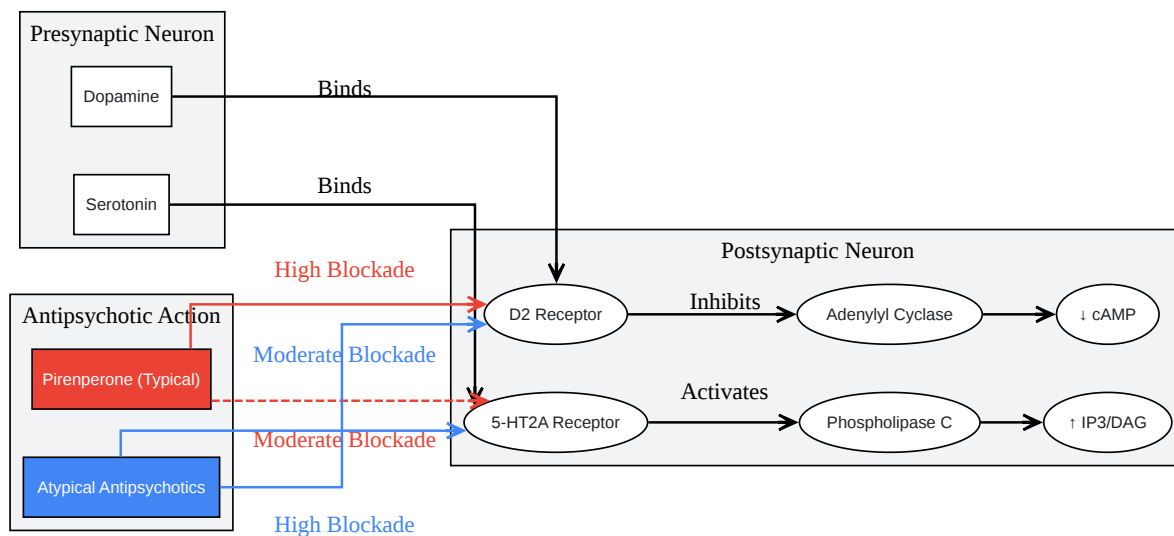 Presynaptic Neuron
Dopamine
Binds
Serotonin
Binds
Postsynaptic Neuron
High Blockade
Antipsychotic Action
D2 Receptor
Inhibits
Adenylyl Cyclase
↓ cAMP
Moderate Blockade
Pirenperone (Typical)
5-HT2A Receptor
Activates
Phospholipase C
↑ IP3/DAG
Moderate Blockade
Atypical Antipsychotics
High Blockade